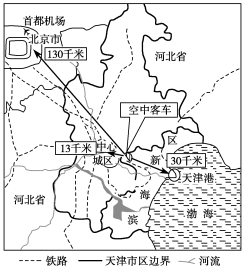 首都机场
北京市
130千米
河北省
空中客车
13千米
中心
城区
区
新
30千米
天津港
河北省
海
滨
渤海
铁路
天津市区边界
河流